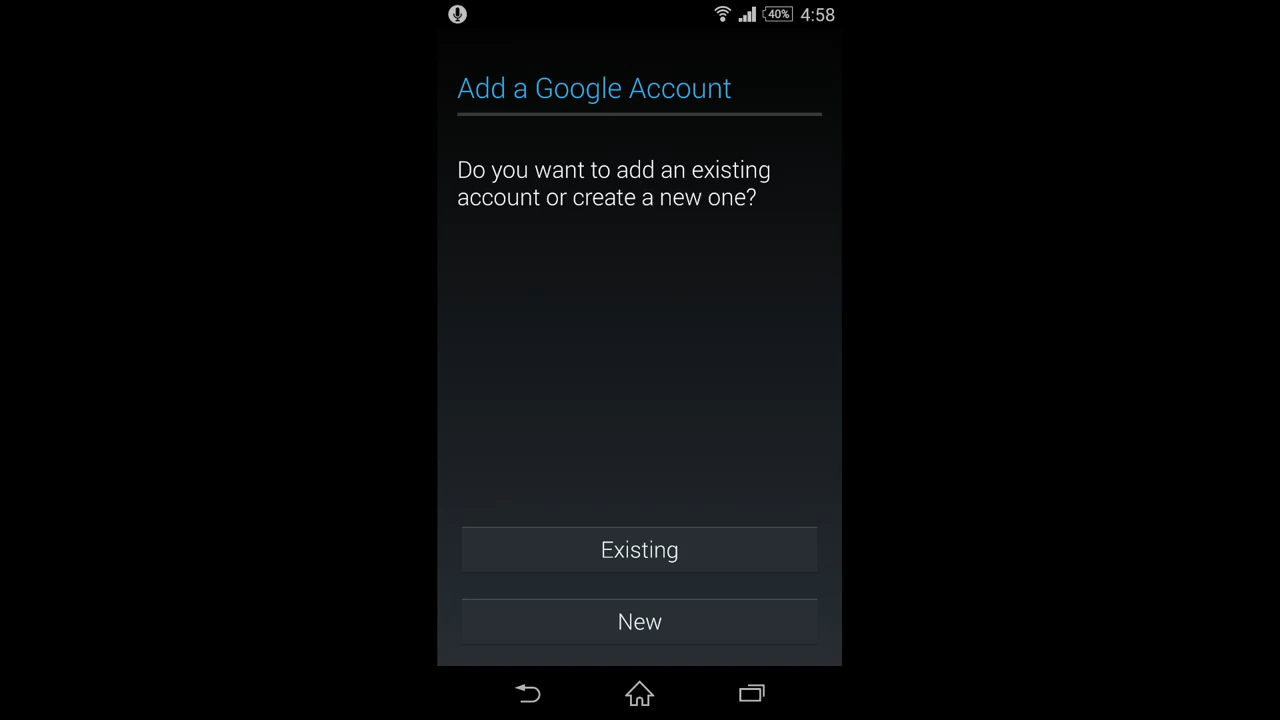 40% 4:58
Add a Google Account
Do you want to add an existing
account or create a new one?
Existing
New